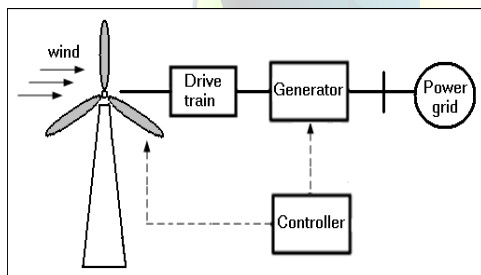 wind
Drive
train
Generator
Power
grid
Controller